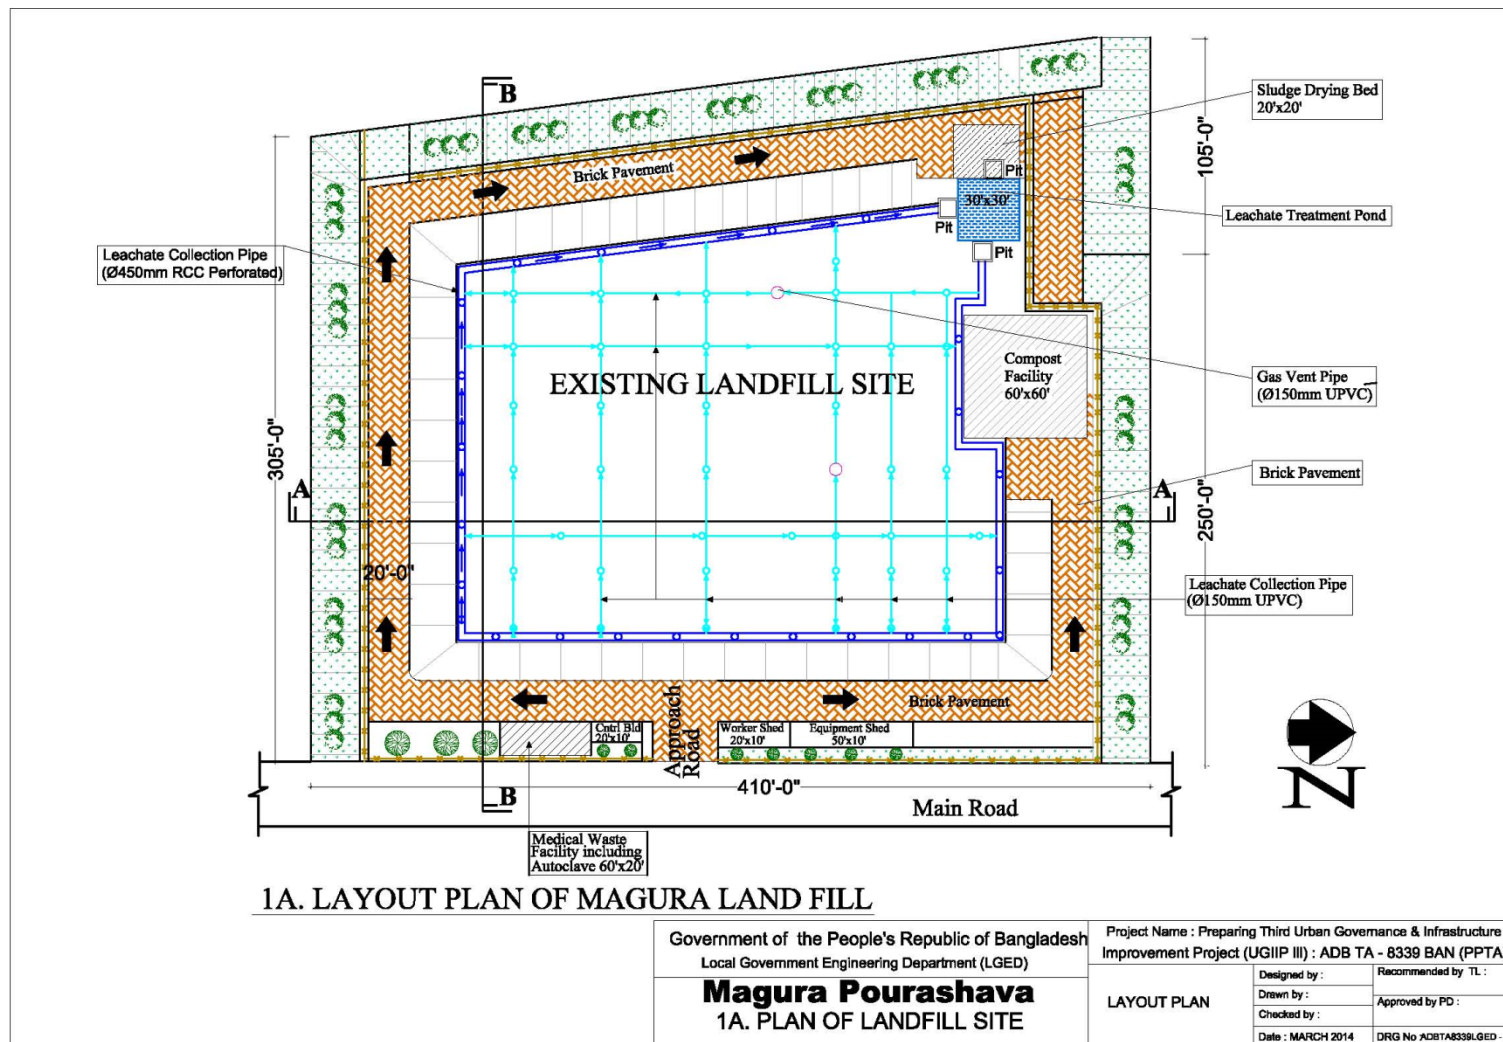 B
Sludge Drying Bed
20'x20'
Brick Pavement
Pit
105'-0"
30'x30'
Leachate Treatment Pond
Pit
Pit
Leachate Collection Pipe
(Ø450mm RCC Perforated)
Compost
Facility
60'x60'
EXISTING LANDFILL SITE
Gas Vent Pipe
(Ø150mm UPVC)
305'-0"
Brick Pavement
A
A
250'-0"
20'-0"
Leachate Collection Pipe
(Ø150mm UPVC)
Brick Pavement
Approach
Road
Cntrl Bld
20'x10'
Worker Shed
20'x10'
Equipment Shed
50'x10'
410'-0"
B
Main Road
N
Medical Waste
Facility including
Autoclave 60'x20'
1A. LAYOUT PLAN OF MAGURA LAND FILL
Government of the People's Republic of Bangladesh
Local Government Engineering Department (LGED)
Magura Pourashava
1A. PLAN OF LANDFILL SITE
Project Name : Preparing Third Urban Governance & Infrastructure
Improvement Project (UGIIP III) : ADB TA - 8339 BAN (PPTA
LAYOUT PLAN
Designed by :
Drawn by :
Checked by :
Date : MARCH 2014
Recommended by TL :
Approved by PD :
DRG No :ADBTA8339LGED -